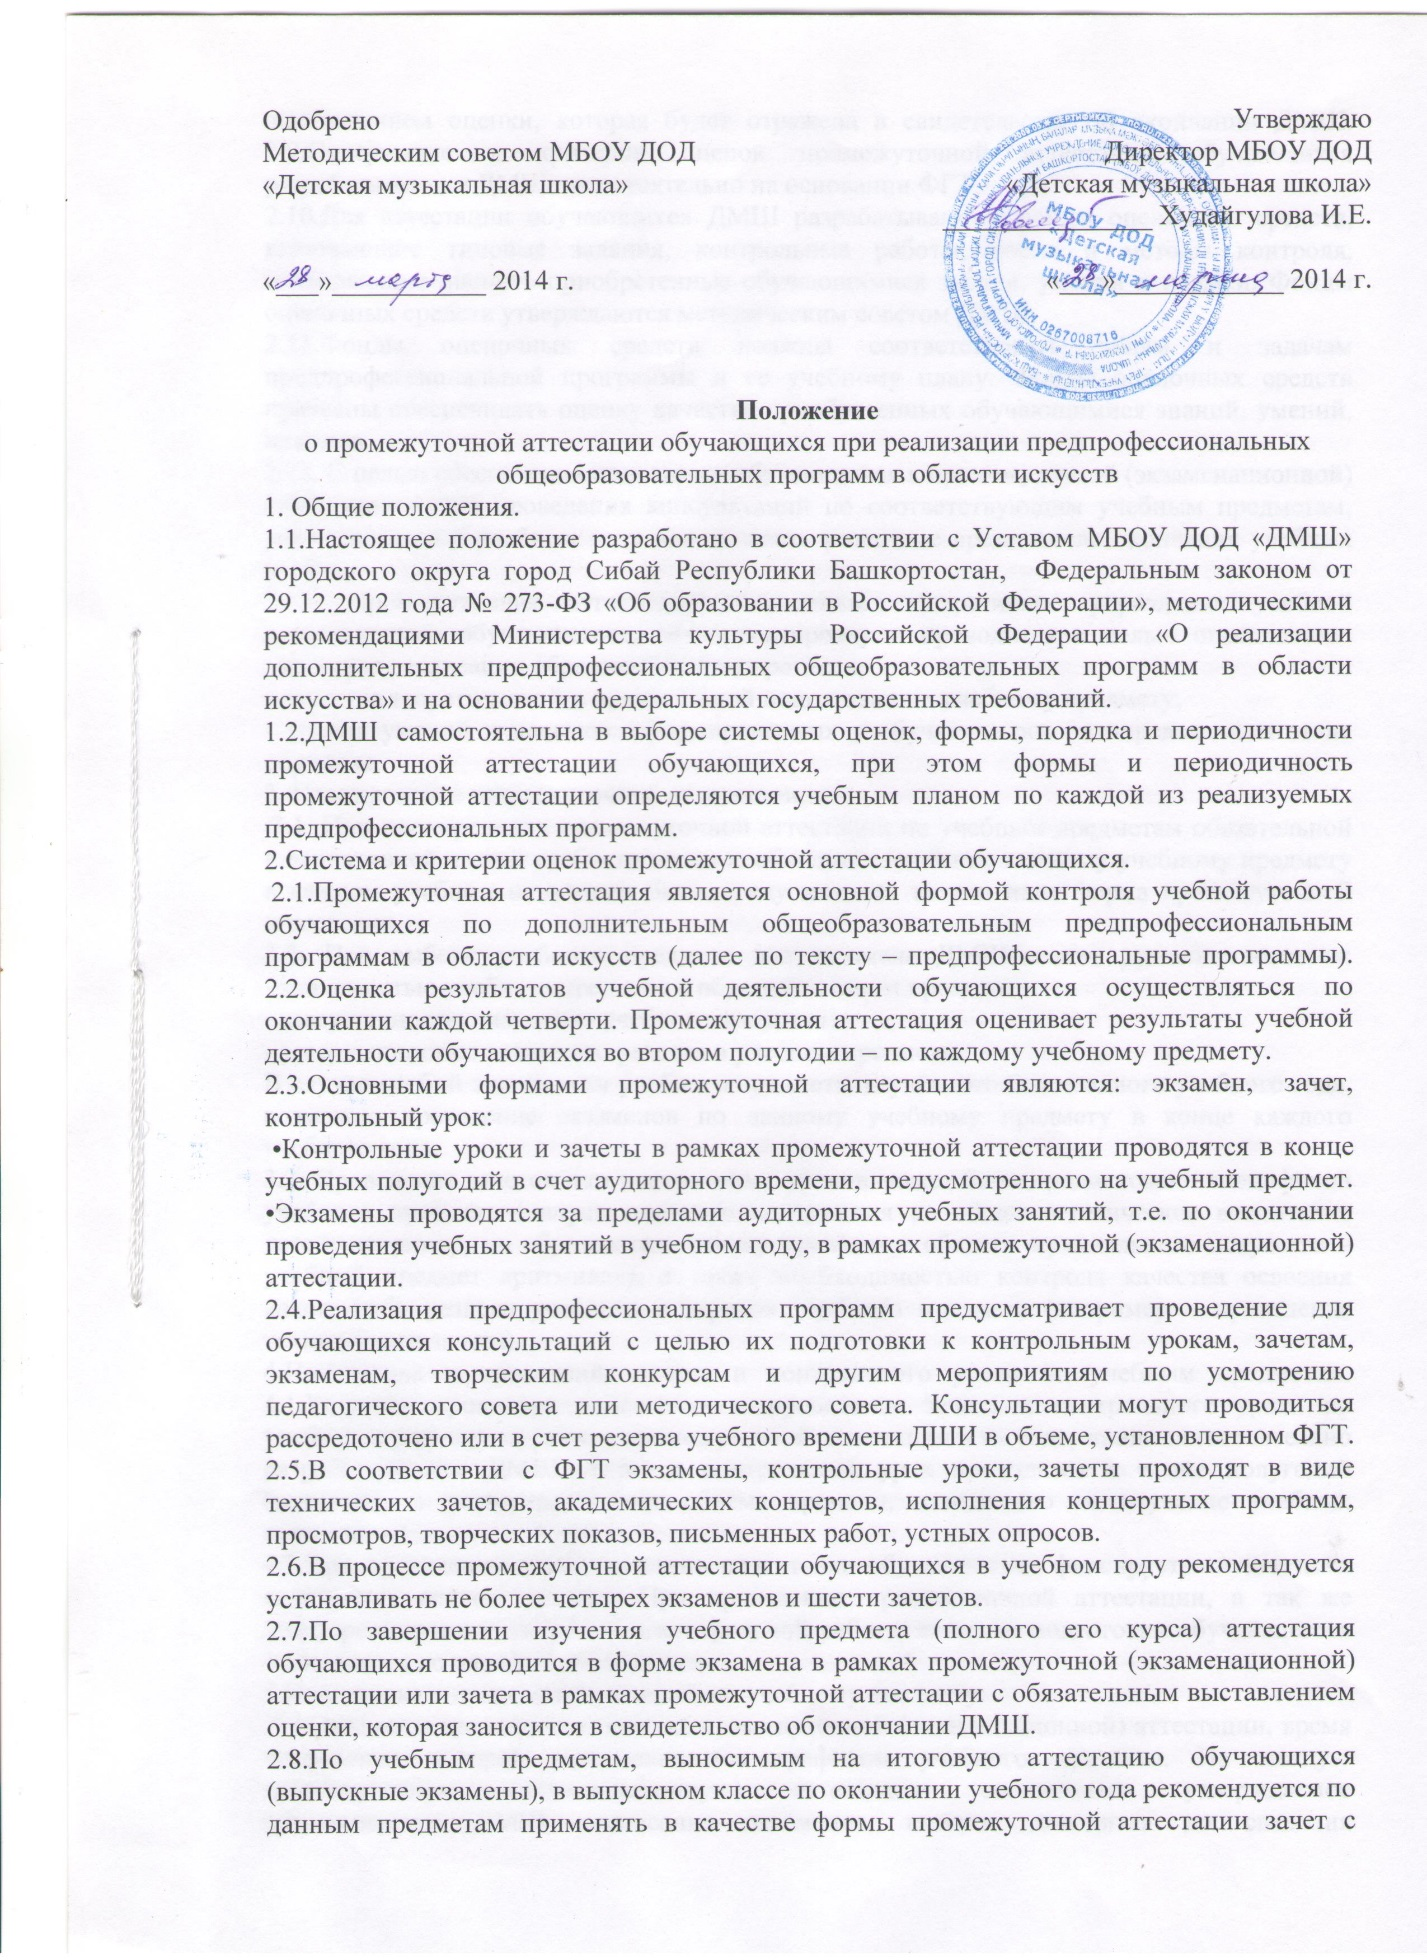 Одобрено
Утверждаю
Методическим советом МБОУ ДОД
Директор МБОУ ДОД
«Детская музыкальная школа»
«Детская музыкальная школа»
Худайгулова И.Е.
«28» марта 2014 г.
«28» марта 2014 г.
МБОУ ДОД
«Детская
музыкальная
школа»
ИНН 0267008716
Положение
о промежуточной аттестации обучающихся при реализации предпрофессиональных
общеобразовательных программ в области искусств
1. Общие положения.
1.1.Настоящее положение разработано в соответствии с Уставом МБОУ ДОД «ДМШ»
городского округа город Сибай Республики Башкортостан, Федеральным законом от
29.12.2012 года № 273-ФЗ «Об образовании в Российской Федерации», методическими
рекомендациями Министерства культуры Российской Федерации «О реализации
дополнительных предпрофессиональных общеобразовательных программ в области
искусства» и на основании федеральных государственных требований.
1.2.ДМШ самостоятельна в выборе системы оценок, формы, порядка и периодичности
промежуточной аттестации обучающихся, при этом формы и периодичность
промежуточной аттестации определяются учебным планом по каждой из реализуемых
предпрофессиональных программ.
2.Система и критерии оценок промежуточной аттестации обучающихся.
2.1.Промежуточная аттестация является основной формой контроля учебной работы
обучающихся по дополнительным общеобразовательным предпрофессиональным
программам в области искусств (далее по тексту – предпрофессиональные программы).
2.2.Оценка результатов учебной деятельности обучающихся осуществляться по
окончании каждой четверти. Промежуточная аттестация оценивает результаты учебной
деятельности обучающихся во втором полугодии – по каждому учебному предмету.
2.3.Основными формами промежуточной аттестации являются: экзамен, зачет,
контрольный урок:
•Контрольные уроки и зачеты в рамках промежуточной аттестации проводятся в конце
учебных полугодий в счет аудиторного времени, предусмотренного на учебный предмет.
•Экзамены проводятся за пределами аудиторных учебных занятий, т.е. по окончании
проведения учебных занятий в учебном году, в рамках промежуточной (экзаменационной)
аттестации.
2.4.Реализация предпрофессиональных программ предусматривает проведение для
обучающихся консультаций с целью их подготовки к контрольным урокам, зачетам,
экзаменам, творческим конкурсам и другим мероприятиям по усмотрению
педагогического совета или методического совета. Консультации могут проводиться
рассредоточено или в счет резерва учебного времени ДШИ в объеме, установленном ФГТ.
2.5.В соответствии с ФГТ экзамены, контрольные уроки, зачеты проходят в виде
технических зачетов, академических концертов, исполнения концертных программ,
просмотров, творческих показов, письменных работ, устных опросов.
2.6.В процессе промежуточной аттестации обучающихся в учебном году рекомендуется
устанавливать не более четырех экзаменов и шести зачетов.
2.7.По завершении изучения учебного предмета (полного его курса) аттестация
обучающихся проводится в форме экзамена в рамках промежуточной (экзаменационной)
аттестации или зачета в рамках промежуточной аттестации с обязательным выставлением
оценки, которая заносится в свидетельство об окончании ДМШ.
2.8.По учебным предметам, выносимым на итоговую аттестацию обучающихся
(выпускные экзамены), в выпускном классе по окончании учебного года рекомендуется по
данным предметам применять в качестве формы промежуточной аттестации зачет с